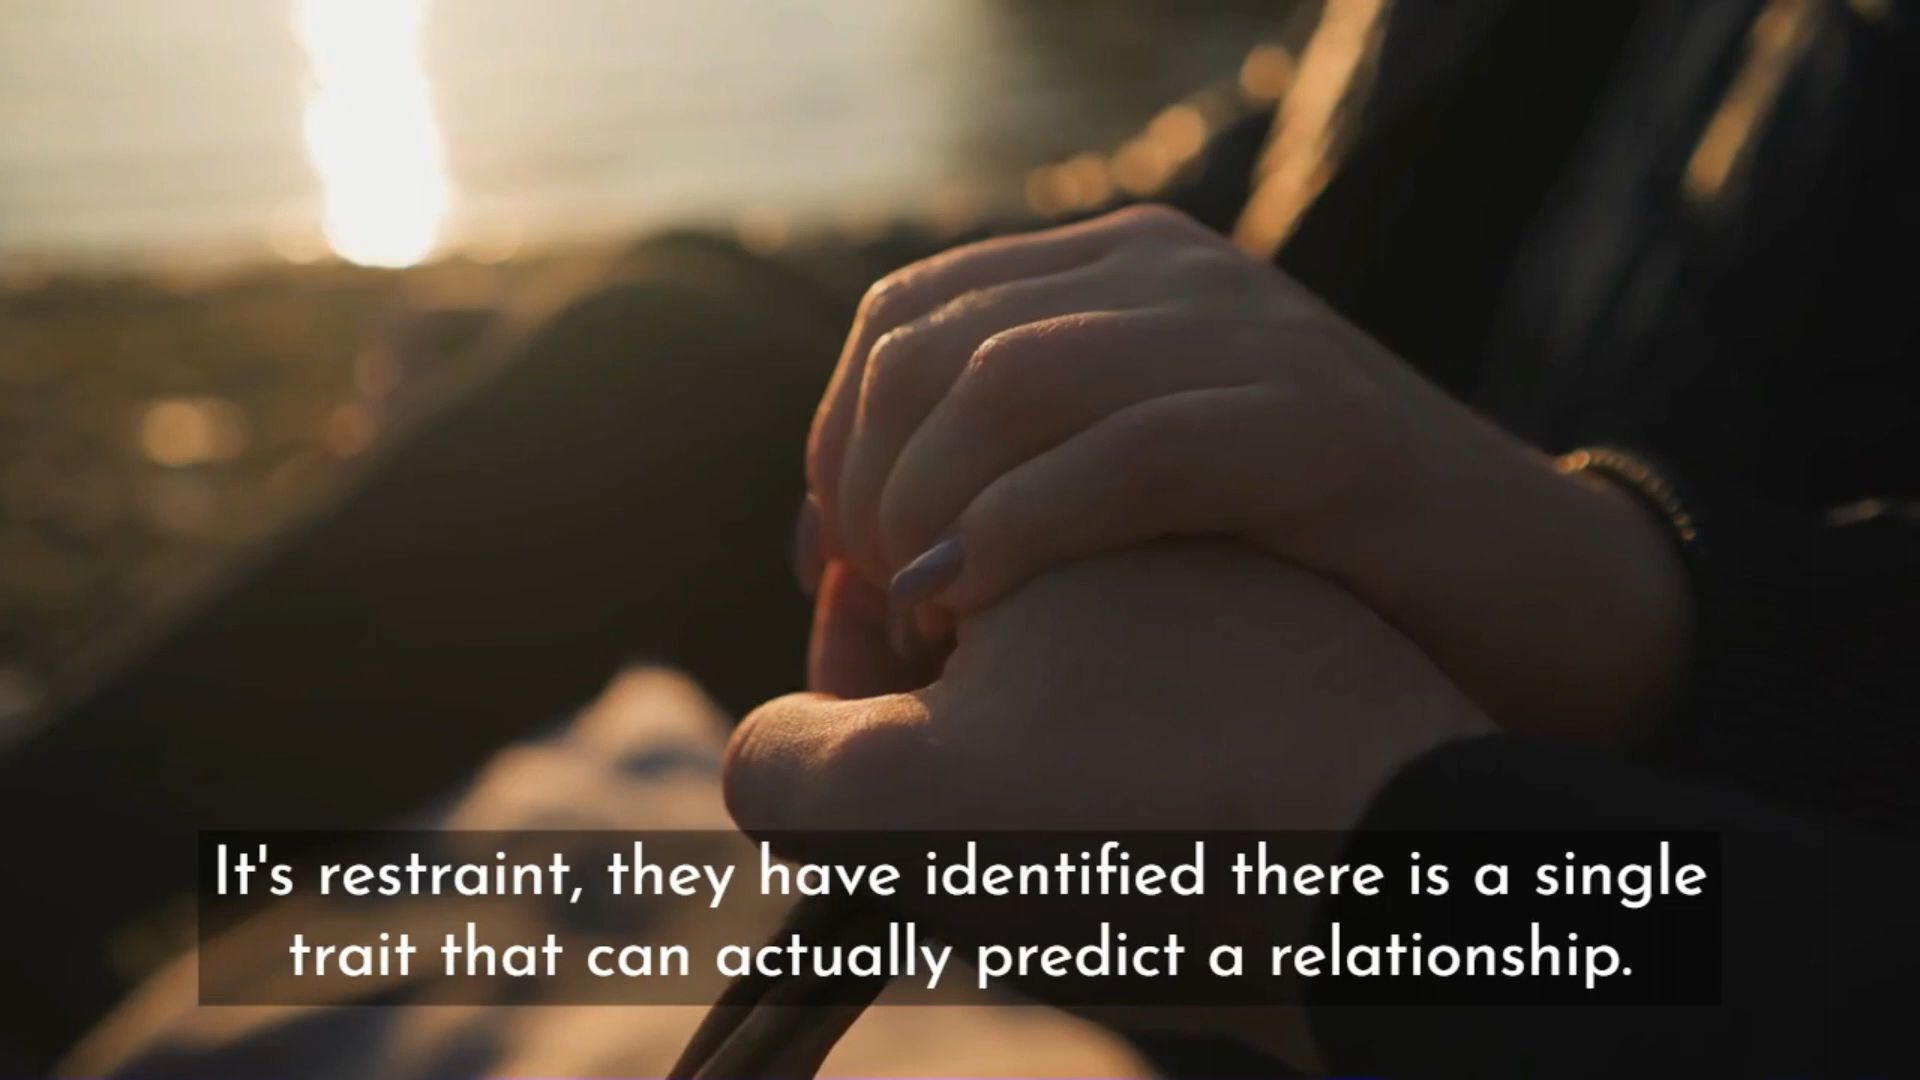 It's restraint, they have identified there is a single
trait that can actually predict a relationship.